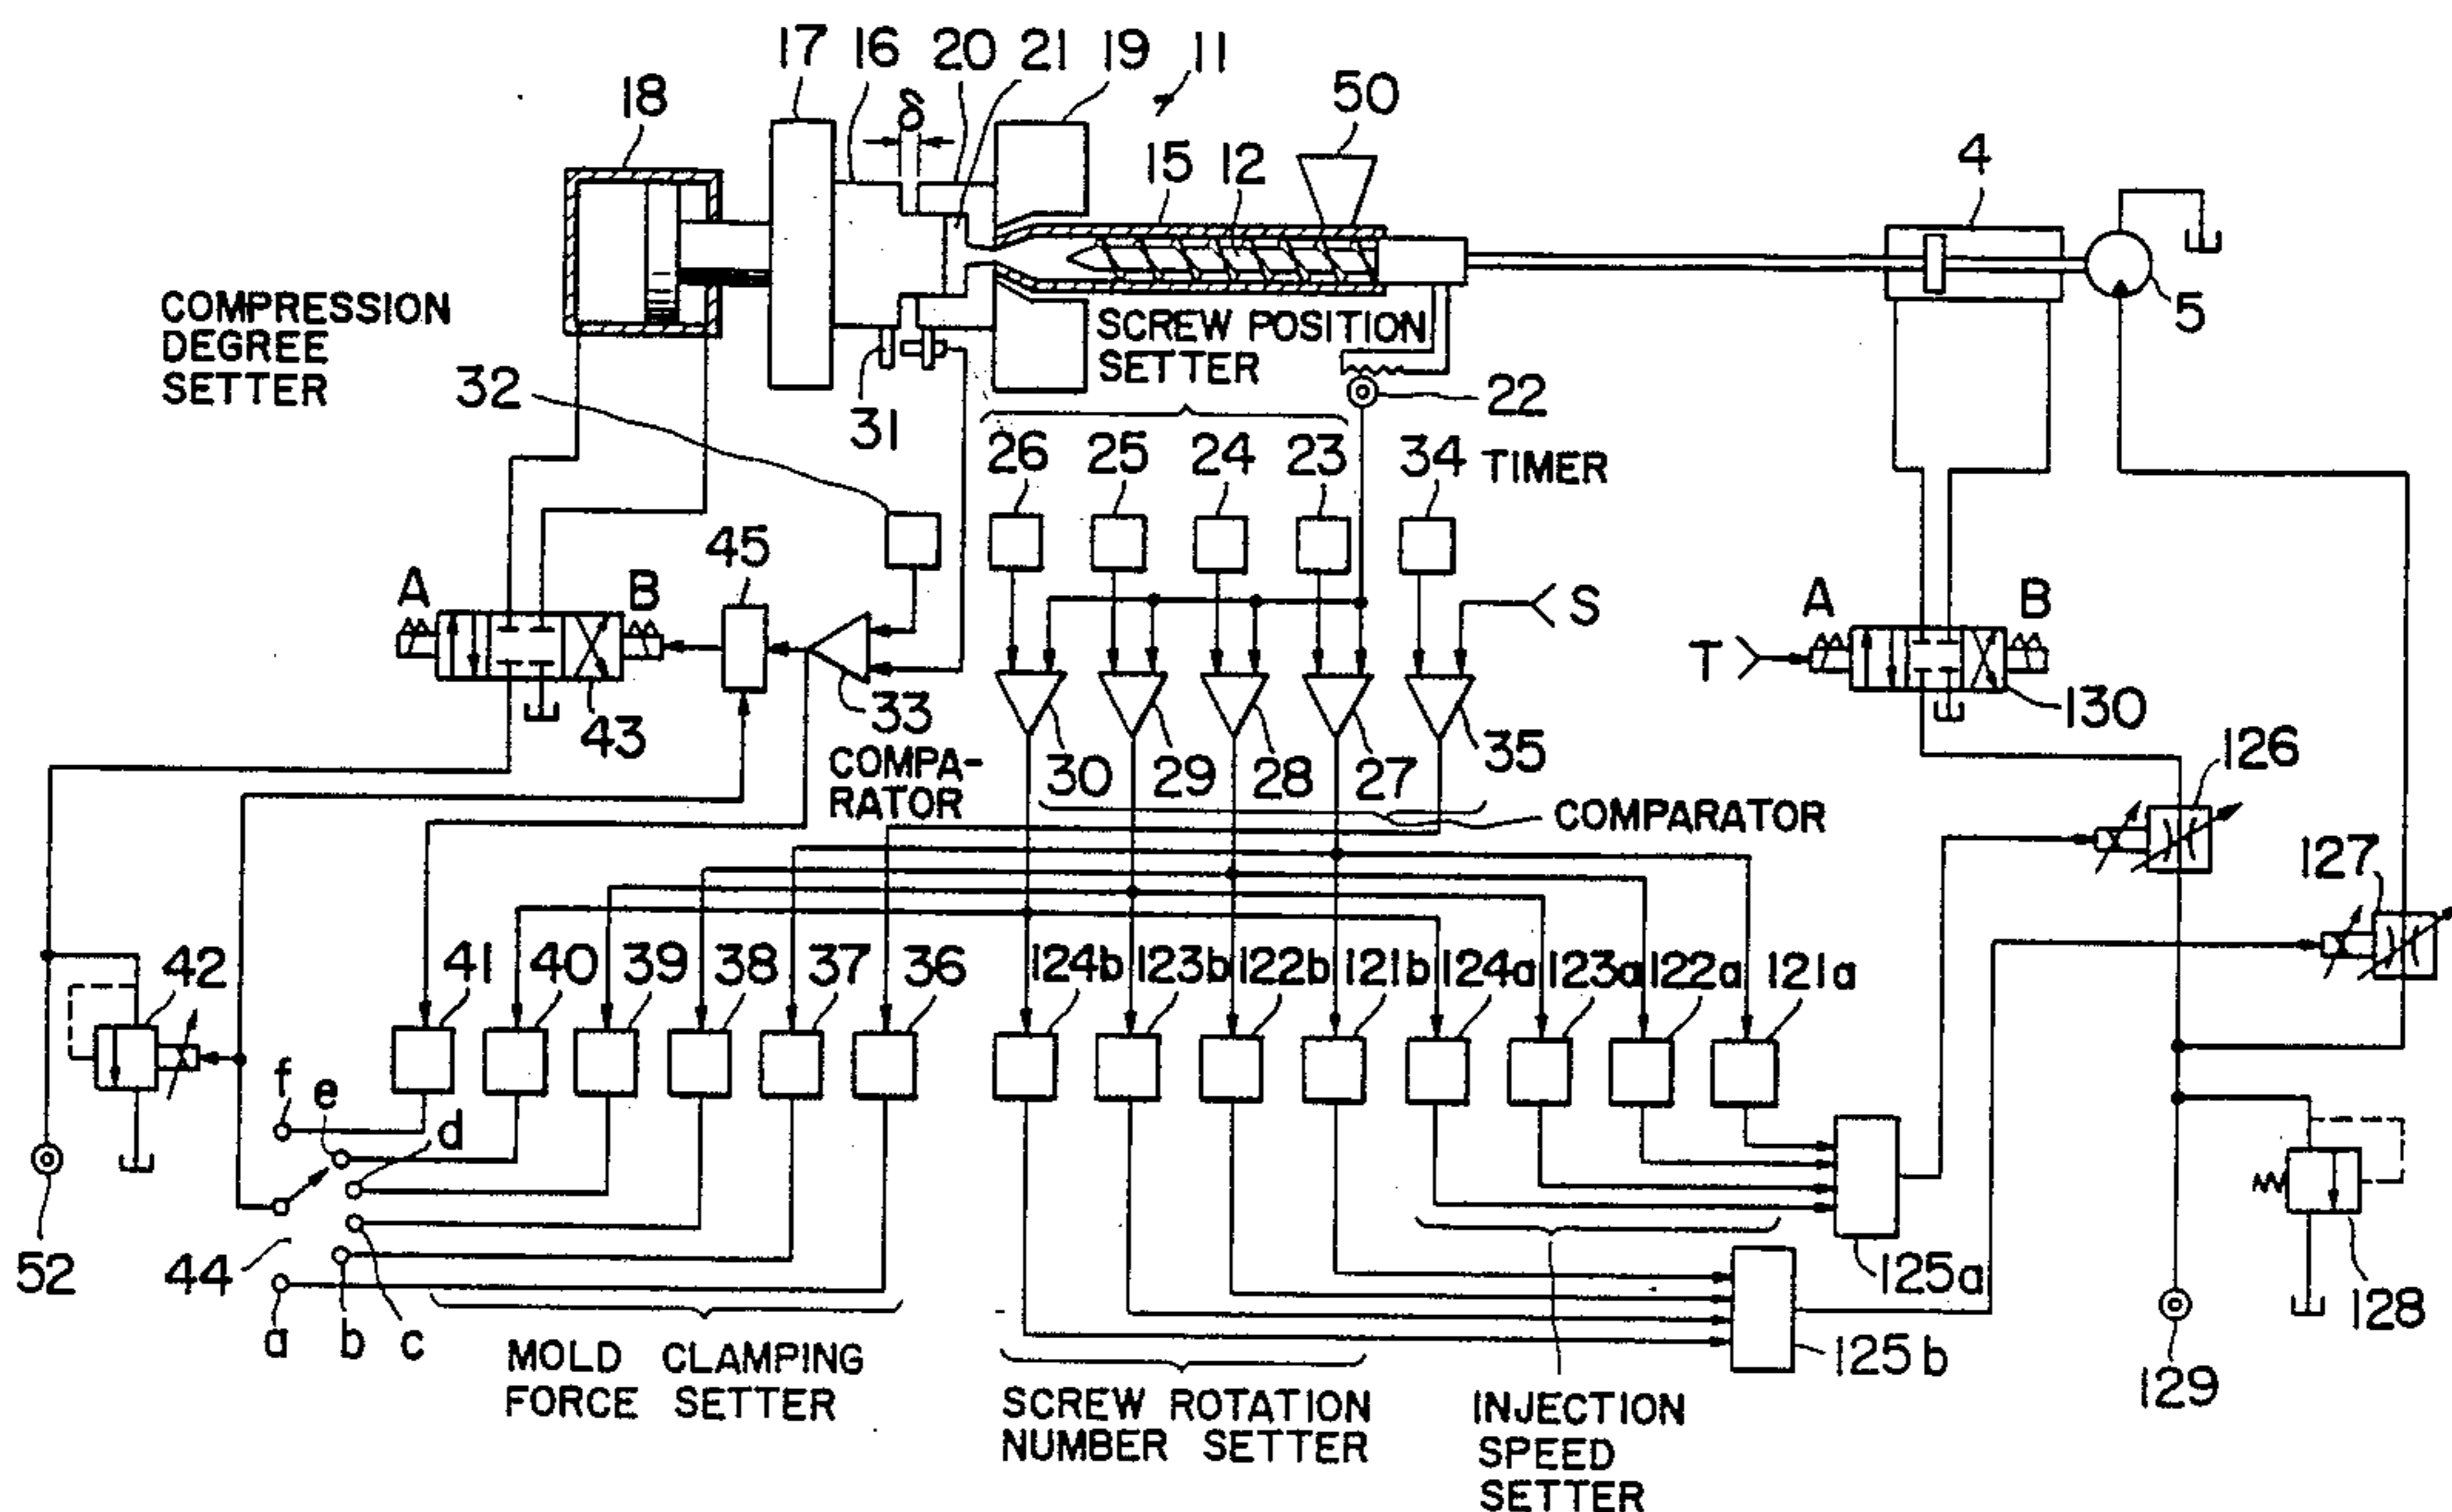 17 16 20 21 19 11
18 δ 50
15 12 4
COMPRESSION
DEGREE
SETTER
5
SCREW POSITION
SETTER
32 31 22
26 25 24 23 34 TIMER
45
A B S
A B
T
43 33 130
COMPA-
RATOR
30 29 28 27 35
126
COMPARATOR
127
42 41 40 39 38 37 36 124b 123b 122b 121b 124a 123a 122a 121a
f e d
52 44 a b c
125a
125b
128
129
MOLD CLAMPING
FORCE SETTER
SCREW ROTATION
NUMBER SETTER
INJECTION
SPEED
SETTER